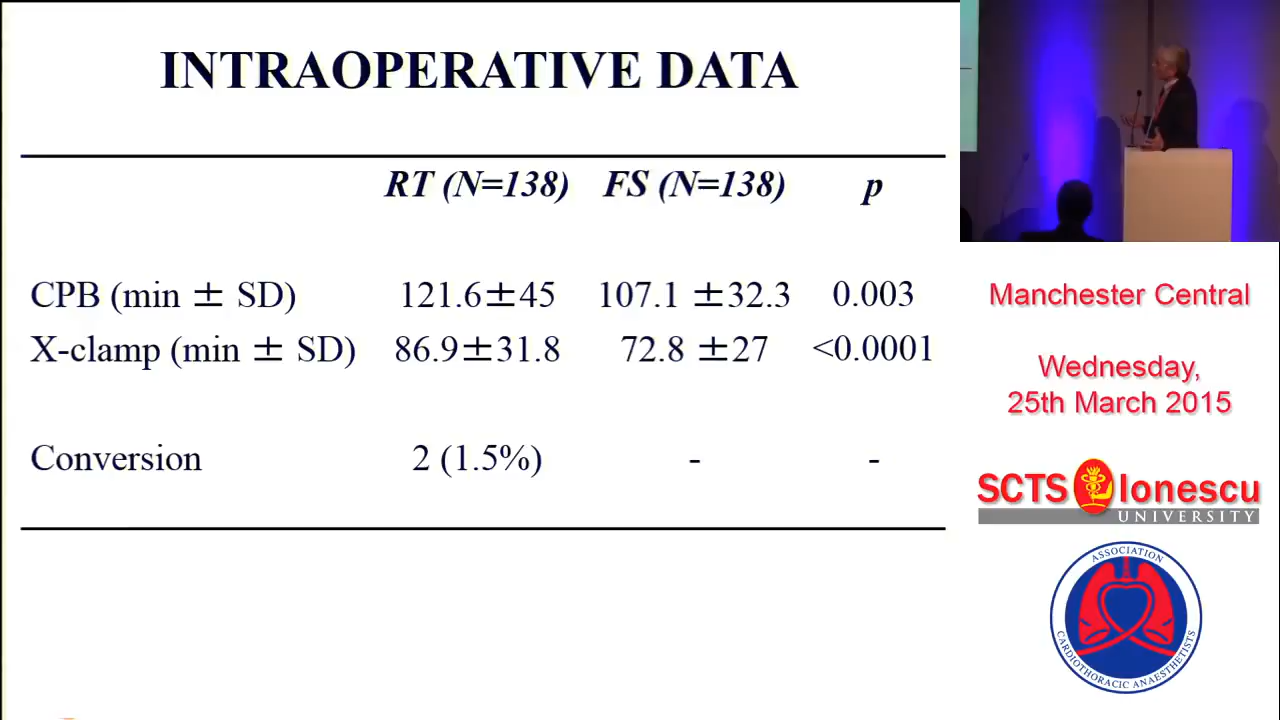 INTRAOPERATIVE DATA
RT (N=138) FS (N=138) p
CPB (min ± SD) 121.6±45 107.1 ±32.3 0.003
X-clamp (min ± SD) 86.9±31.8 72.8 ±27 <0.0001
Conversion 2 (1.5%) - -
Manchester Central
Wednesday,
25th March 2015
SCTS Ionescu
UNIVERSITY
ASSOCIATION
CARDIOTHORACIC ANAESTHETISTS